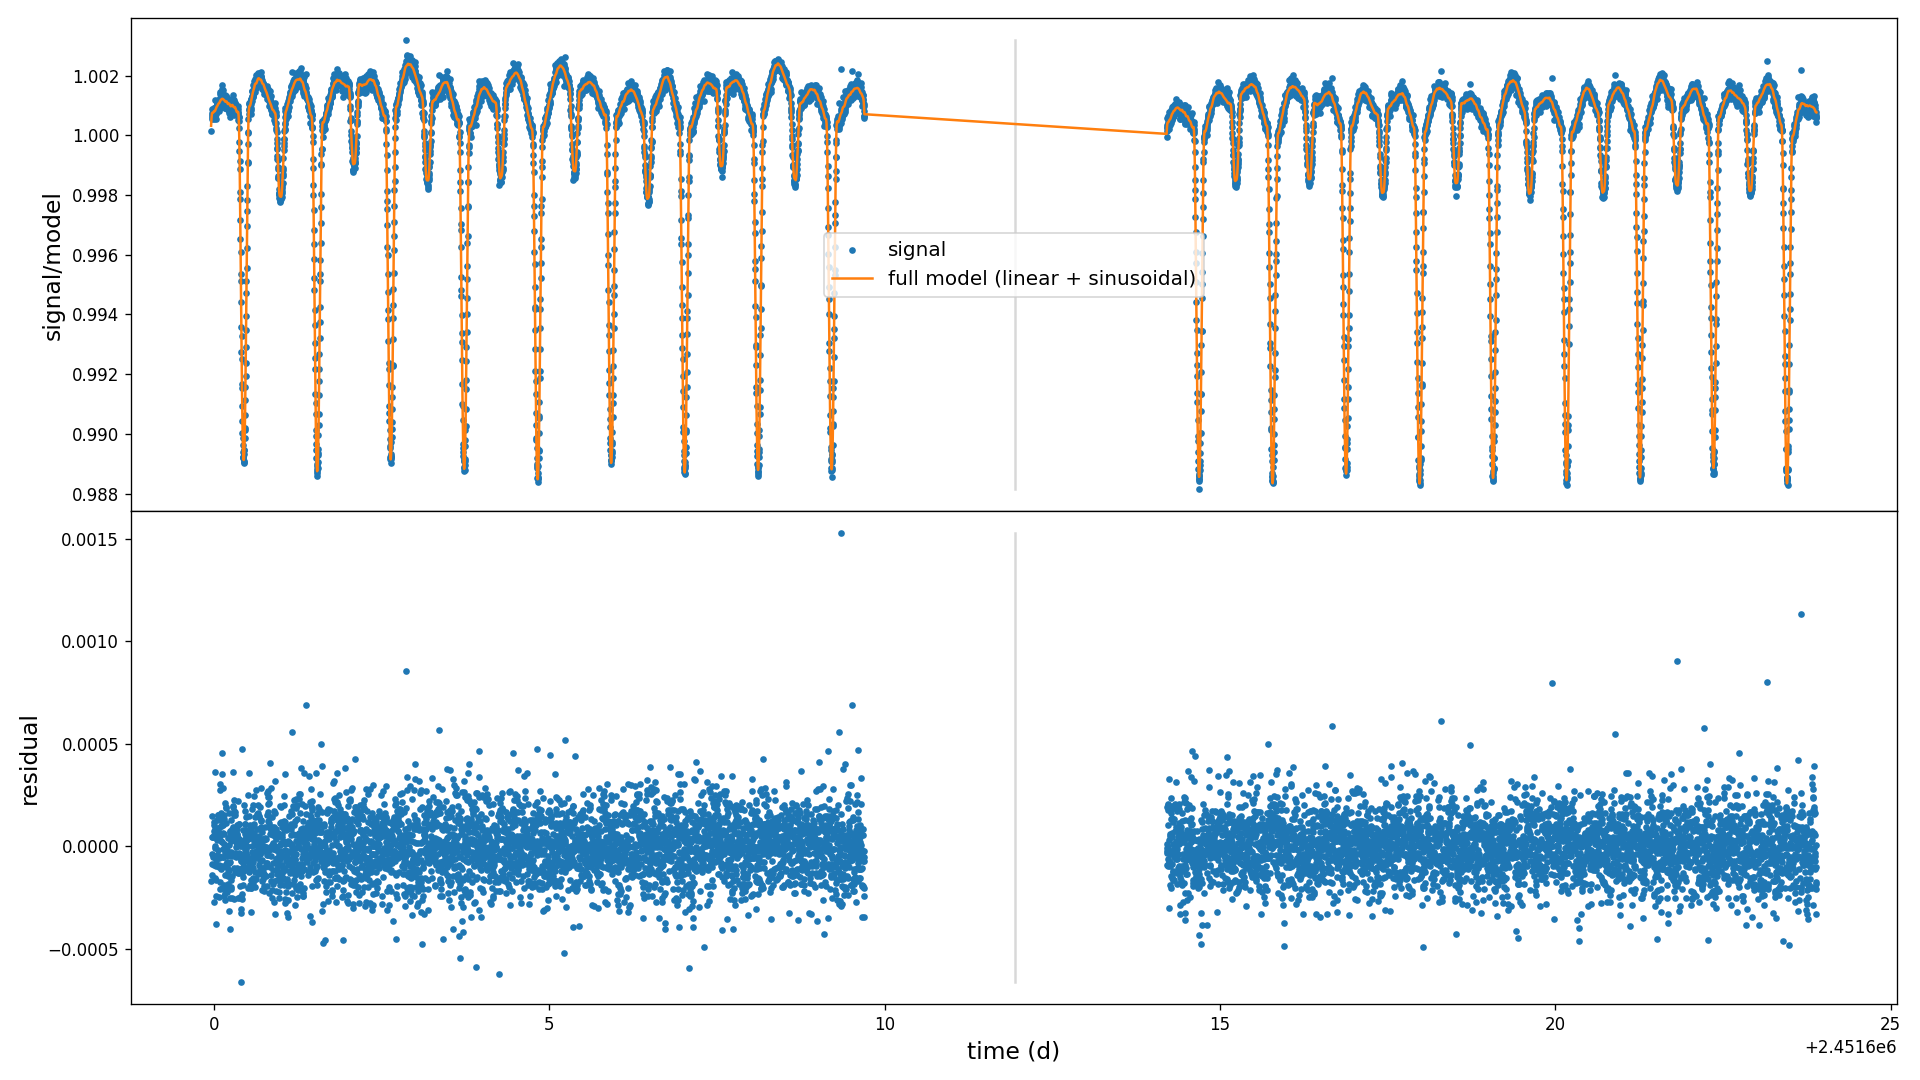 signal/model
1.002
1.000
0.998
0.996
0.994
0.992
0.990
0.988
signal
full model (linear + sinusoidal)
residual
0.0015
0.0010
0.0005
0.0000
−0.0005
0 5 10 15 20 25
time (d)
+2.4516e6